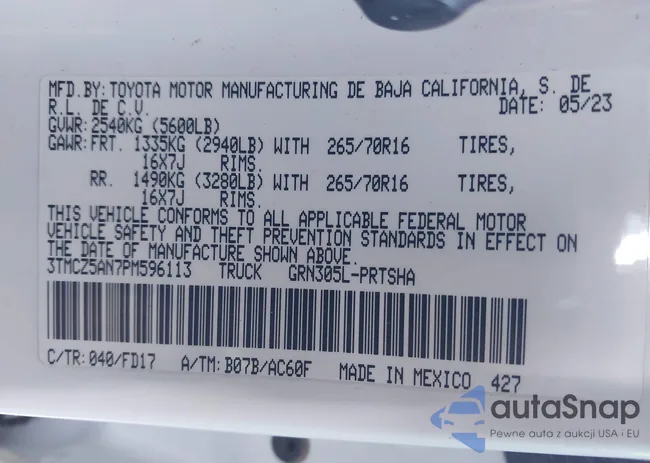 MFD.BY: TOYOTA MOTOR MANUFACTURING DE BAJA CALIFORNIA, S. DE
R.L. DE C.V. DATE: 05/23
GVWR: 2540KG (5600LB)
GAWR: FRT. 1335KG (2940LB) WITH 265/70R16 TIRES,
16X7J RIMS.
RR. 1490KG (3280LB) WITH 265/70R16 TIRES,
16X7J RIMS.
THIS VEHICLE CONFORMS TO ALL APPLICABLE FEDERAL MOTOR
VEHICLE SAFETY AND THEFT PREVENTION STANDARDS IN EFFECT ON
THE DATE OF MANUFACTURE SHOWN ABOVE.
3TMCZ5AN7PM596113 TRUCK GRN305L-PRTSHA
C/TR: 040/FD17 A/TM: B07B/AC60F MADE IN MEXICO 427
autaSnap
Pewne auta z aukcji USA i EU